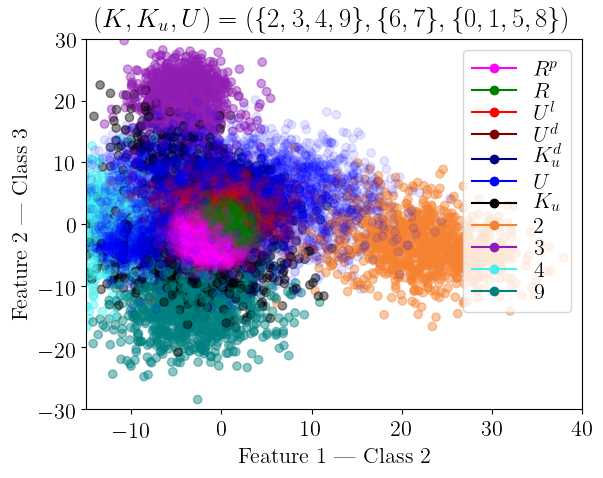 (K, K_u, U) = ({2, 3, 4, 9}, {6, 7}, {0, 1, 5, 8})
30
20
10
0
−10
−20
−30
Feature 2 — Class 3
R^p
R
U^l
U^d
K_u^d
U
K_u
2
3
4
9
−10
0
10
20
30
40
Feature 1 — Class 2